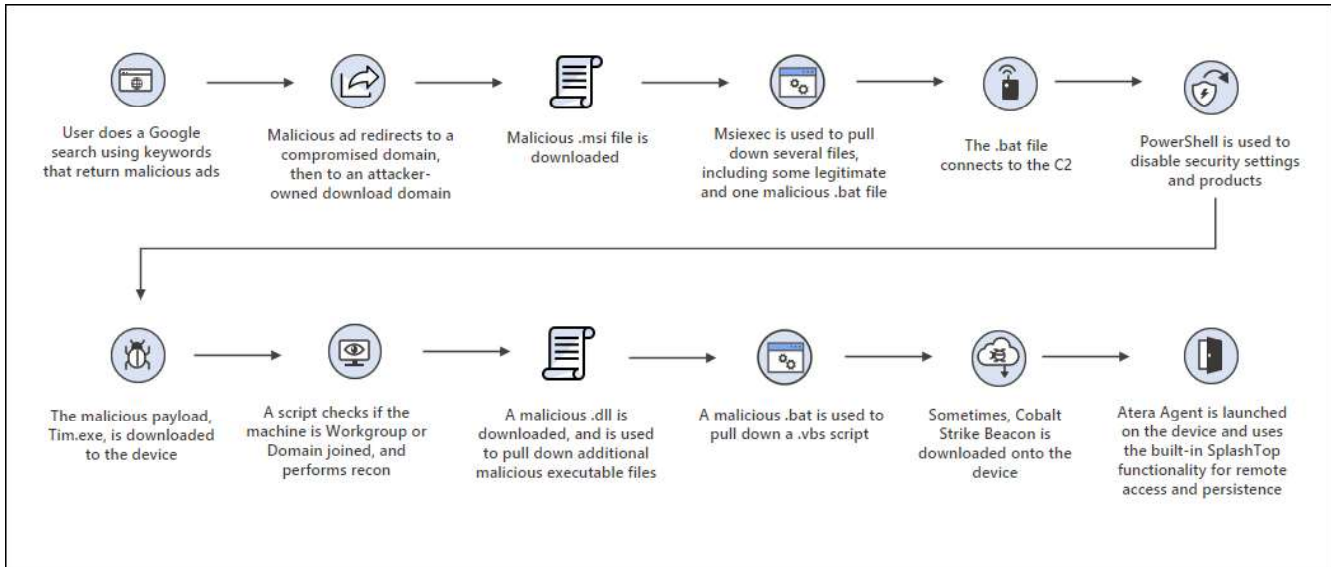 User does a Google
search using keywords
that return malicious ads
Malicious ad redirects to a
compromised domain,
then to an attacker-
owned download domain
Malicious .msi file is
downloaded
Msiexec is used to pull
down several files,
including some legitimate
and one malicious .bat file
The .bat file
connects to the C2
PowerShell is used to
disable security settings
and products
The malicious payload,
Tim.exe, is downloaded
to the device
A script checks if the
machine is Workgroup or
Domain joined, and
performs recon
A malicious .dll is
downloaded, and is used
to pull down additional
malicious executable files
A malicious .bat is used to
pull down a .vbs script
Sometimes, Cobalt
Strike Beacon is
downloaded onto the
device
Atera Agent is launched
on the device and uses
the built-in SplashTop
functionality for remote
access and persistence